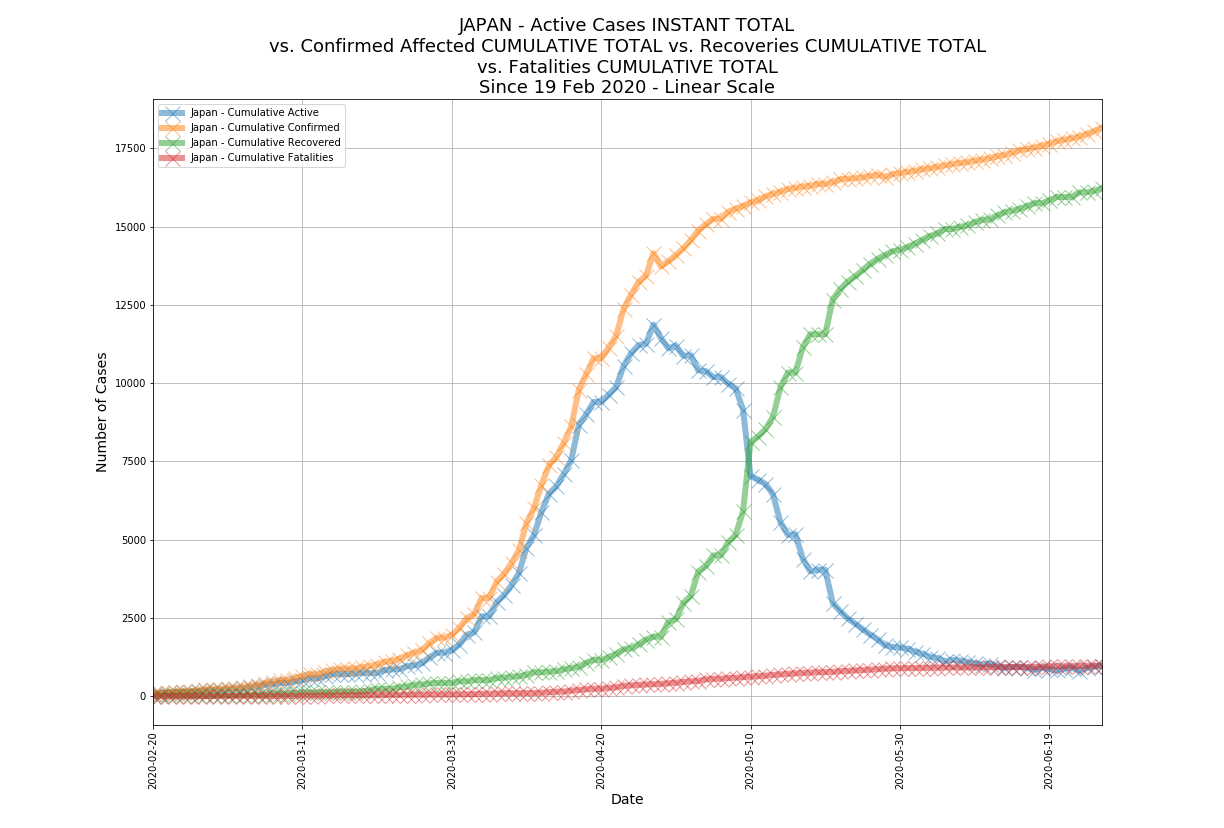 JAPAN - Active Cases INSTANT TOTAL
vs. Confirmed Affected CUMULATIVE TOTAL vs. Recoveries CUMULATIVE TOTAL
vs. Fatalities CUMULATIVE TOTAL
Since 19 Feb 2020 - Linear Scale
Japan - Cumulative Active
Japan - Cumulative Confirmed
Japan - Cumulative Recovered
Japan - Cumulative Fatalities
Number of Cases
17500
15000
12500
10000
7500
5000
2500
0
2020-02-20
2020-03-11
2020-03-31
2020-04-20
2020-05-10
2020-05-30
2020-06-19
Date